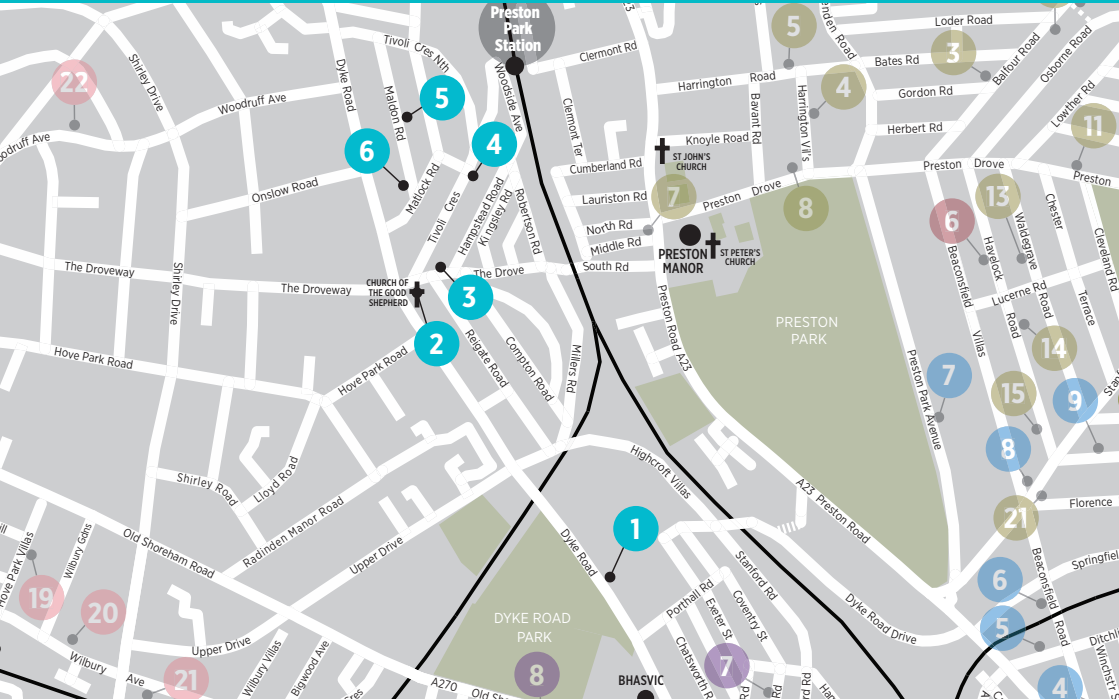 Preston
Park
Station
Tivoli Cres Nth
Clermont Rd
Loder Road
5
3
Bates Rd
Balfour Road
Osborne Road
22
Shirley Drive
Dyke Road
Maldon Rd
5
Woodside Ave
Harrington Road
4
Gordon Rd
Lowther Rd
Woodruff Ave
Clermont Ter
Bavant Rd
Harrington Vil's
11
Herbert Rd
4
Knoyle Road
6
ST JOHN'S
CHURCH
Cumberland Rd
Preston Drove
Preston
Onslow Road
Matlock Rd
Tivoli Cres
Hampstead Road
Kingsley Rd
Robertson Rd
Lauriston Rd
7
Preston Drove
8
13
6
North Rd
Middle Rd
South Rd
PRESTON
MANOR
ST PETER'S
CHURCH
Waldegrave
Road
Chester
Terrace
Cleveland Rd
Havelock
Road
Beaconsfield
Villas
The Droveway
Shirley Drive
The Droveway
CHURCH OF
THE GOOD
SHEPHERD
The Drove
3
Lucerne Rd
Preston Road A23
PRESTON
PARK
2
Reigate Road
Compton Road
Millers Rd
Hove Park Road
Hove Park Road
Preston Park Avenue
7
14
15
9
8
Shirley Road
Lloyd Road
Radinden Manor Road
Upper Drive
Highcroft Villas
A23 Preston Road
21
Florence
Old Shoreham Road
Wilbury Gdns
Hove Park Villas
1
Dyke Road
Stanford Rd
Beaconsfield
Road
Springfiel
6
19
20
Porthall Rd
Exeter St
Coventry St
Chatsworth R
Dyke Road Drive
5
Ditchli
Winchest
DYKE ROAD
PARK
Upper Drive
Wilbury Villas
Bigwood Ave
Wilbury Ave
21
Cres
A270
Old Sh
8
BHASVIC
7
4